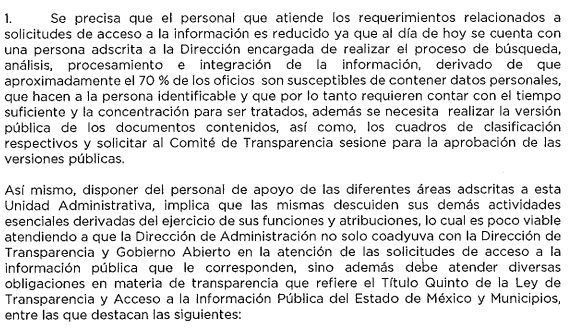 1. Se precisa que el personal que atiende los requerimientos relacionados a
solicitudes de acceso a la información es reducido ya que al día de hoy se cuenta con
una persona adscrita a la Dirección encargada de realizar el proceso de búsqueda,
análisis, procesamiento e integración de la información, derivado de que
aproximadamente el 70 % de los oficios son susceptibles de contener datos personales,
que hacen a la persona identificable y que por lo tanto requieren contar con el tiempo
suficiente y la concentración para ser tratados, además se necesita realizar la versión
pública de los documentos contenidos, así como, los cuadros de clasificación
respectivos y solicitar al Comité de Transparencia sesione para la aprobación de las
versiones públicas.
Así mismo, disponer del personal de apoyo de las diferentes áreas adscritas a esta
Unidad Administrativa, implica que las mismas descuiden sus demás actividades
esenciales derivadas del ejercicio de sus funciones y atribuciones, lo cual es poco viable
atendiendo a que la Dirección de Administración no solo coadyuva con la Dirección de
Transparencia y Gobierno Abierto en la atención de las solicitudes de acceso a la
información pública que le corresponden, sino además debe atender diversas
obligaciones en materia de transparencia que refiere el Título Quinto de la Ley de
Transparencia y Acceso a la Información Pública del Estado de México y Municipios,
entre las que destacan las siguientes: